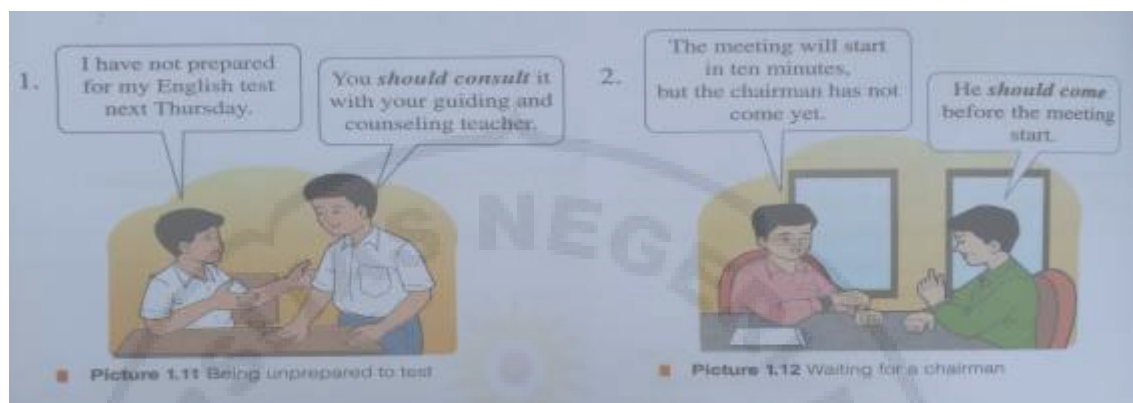 1.
I have not prepared
for my English test
next Thursday.
You should consult it
with your guiding and
counseling teacher.
Picture 1.11 Being unprepared to test
2.
The meeting will start
in ten minutes,
but the chairman has not
come yet.
He should come
before the meeting
start.
Picture 1.12 Waiting for a chairman
S NEGE